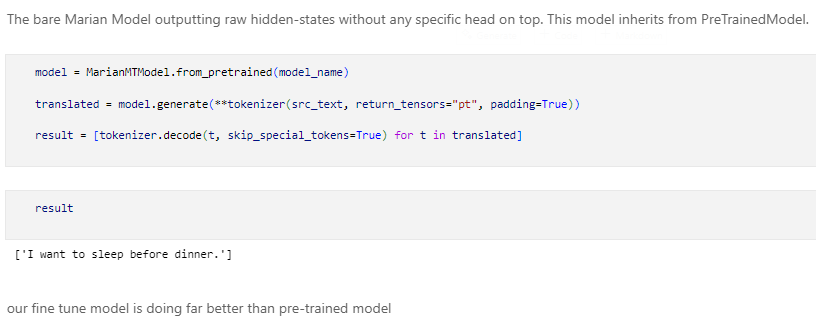 The bare Marian Model outputting raw hidden-states without any specific head on top. This model inherits from PreTrainedModel.
model = MarianMTModel.from_pretrained(model_name)
translated = model.generate(**tokenizer(src_text, return_tensors="pt", padding=True))
result = [tokenizer.decode(t, skip_special_tokens=True) for t in translated]
result
['I want to sleep before dinner.']
our fine tune model is doing far better than pre-trained model